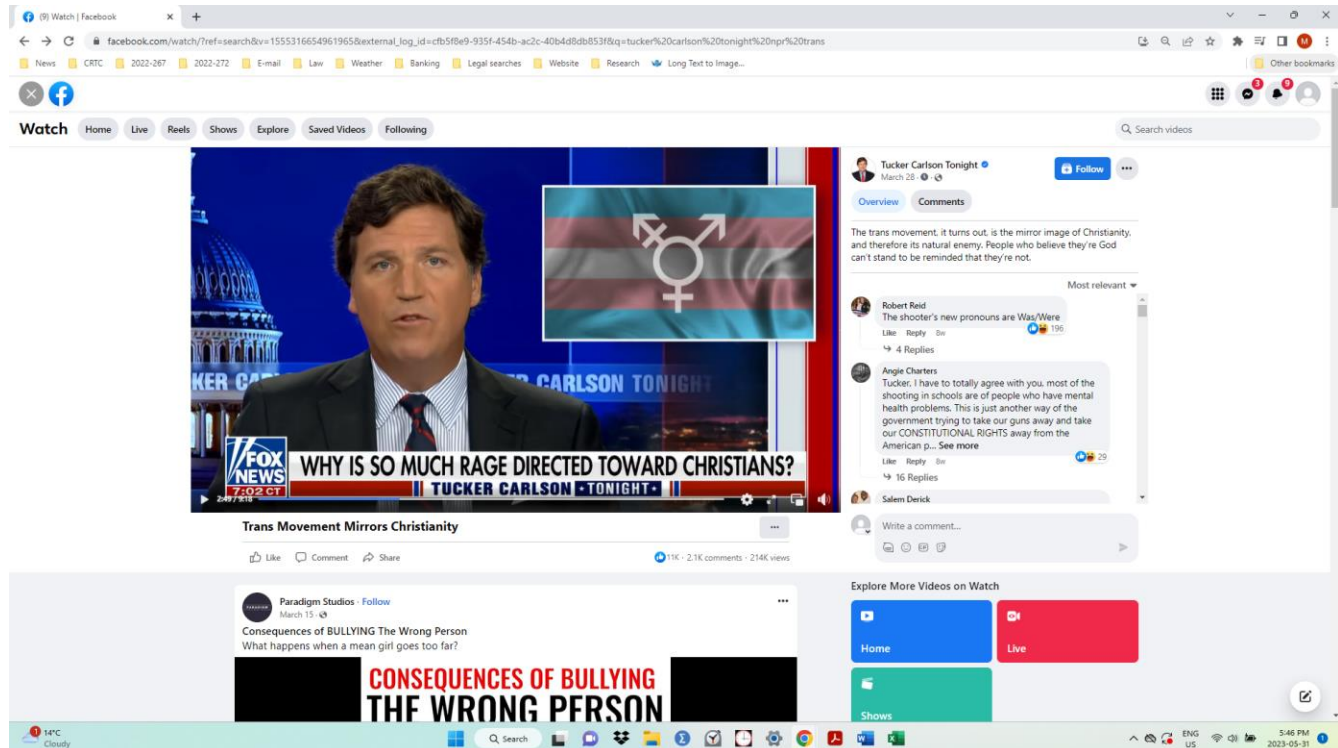 (9) Watch | Facebook
facebook.com/watch/?ref=search&v=1555316654961965&external_log_id=cfb5f8e9-935f-454b-ac2c-40b4d8db853f&q=tucker%20carlson%20tonight%20npr%20trans
News CRTC 2022-267 2022-272 E-mail Law Weather Banking Legal searches Website Research Long Text to Image... Other bookmarks
3 9
Watch Home Live Reels Shows Explore Saved Videos Following Search videos
KER CA CARLSON TONIGHT
FOX
NEWS
7:02 CT
WHY IS SO MUCH RAGE DIRECTED TOWARD CHRISTIANS?
TUCKER CARLSON TONIGHT
2:49 / 3:18
Trans Movement Mirrors Christianity
Like Comment Share 11K · 2.1K comments · 214K views
Tucker Carlson Tonight
March 28
Follow
Overview Comments
The trans movement, it turns out, is the mirror image of Christianity,
and therefore its natural enemy. People who believe they're God
can't stand to be reminded that they're not.
Most relevant
Robert Reid
The shooter's new pronouns are Was/Were
Like Reply 8w 196
4 Replies
Angie Charters
Tucker, I have to totally agree with you, most of the
shooting in schools are of people who have mental
health problems. This is just another way of the
government trying to take our guns away and take
our CONSTITUTIONAL RIGHTS away from the
American p... See more
Like Reply 8w 29
16 Replies
Salem Derick
Write a comment...
Paradigm Studios · Follow
March 15
Consequences of BULLYING The Wrong Person
What happens when a mean girl goes too far?
CONSEQUENCES OF BULLYING
THE WRONG PERSON
Explore More Videos on Watch
Home
Live
Shows
14°C
Cloudy
Search
ENG
US
5:46 PM
2023-05-31